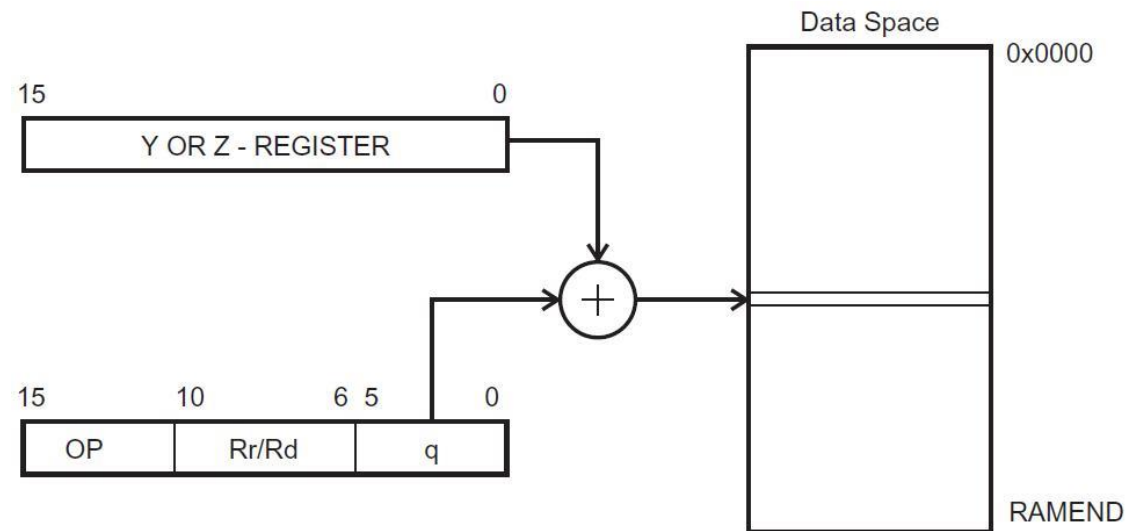 Data Space
0x0000
15 0
Y OR Z - REGISTER
+
15 10 6 5 0
OP Rr/Rd q
RAMEND